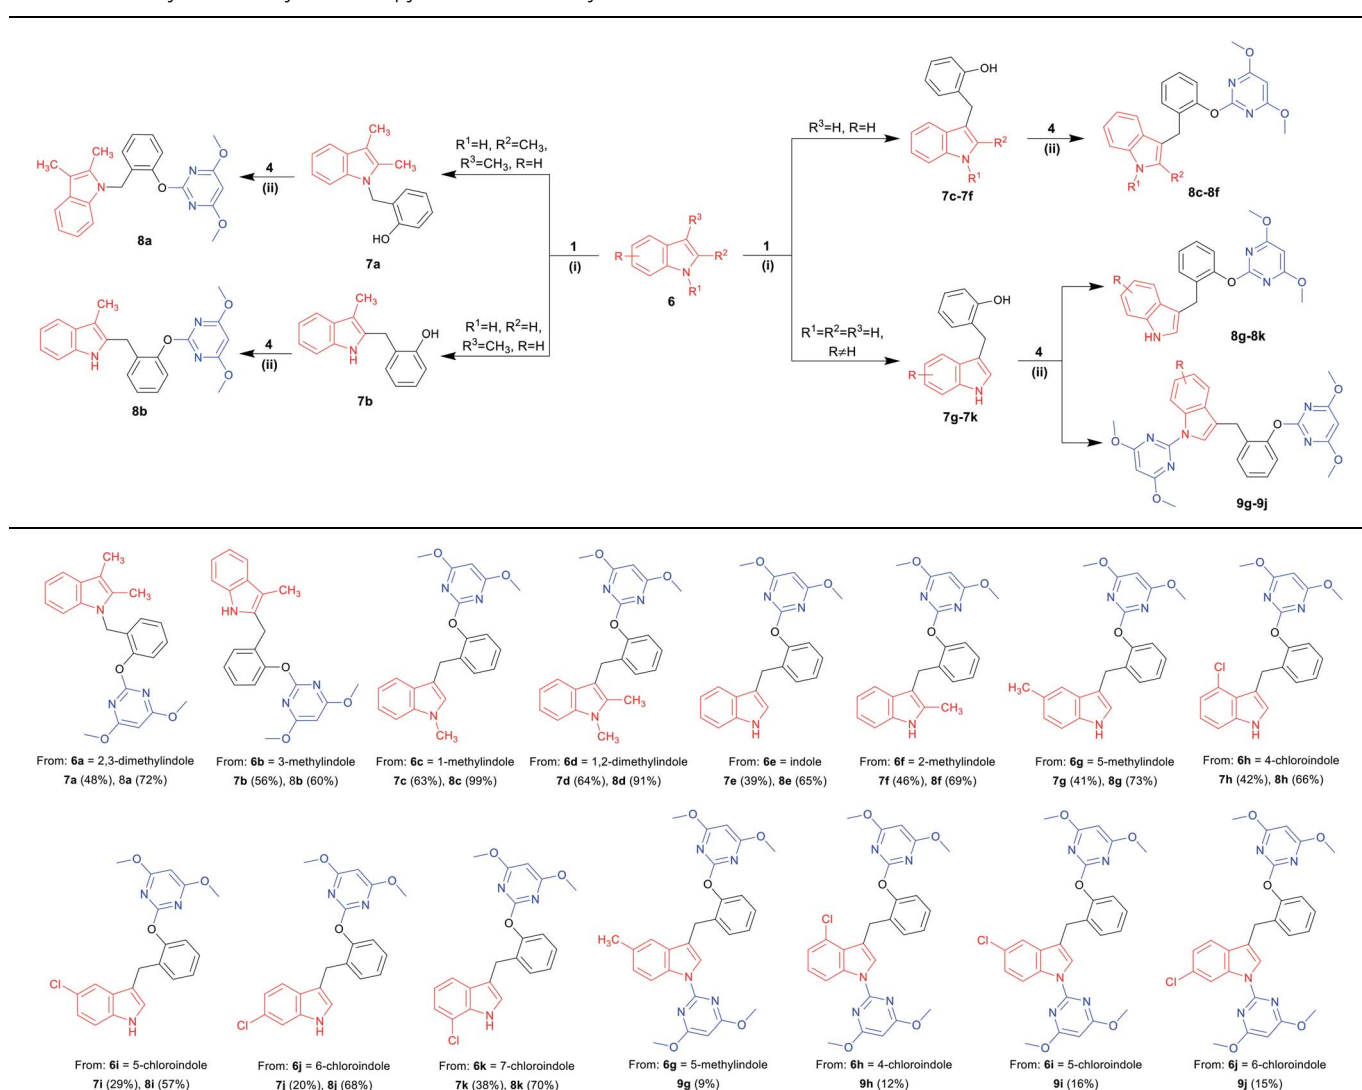 R¹=H, R²=CH₃,
R³=CH₃, R=H
4
(ii)
8a
7a
1
(i)
6
R¹=H, R²=H,
R³=CH₃, R=H
4
(ii)
8b
7b
R³=H, R=H
4
(ii)
7c-7f
8c-8f
1
(i)
R¹=R²=R³=H,
R≠H
4
(ii)
7g-7k
8g-8k
9g-9j
From: 6a = 2,3-dimethylindole
7a (48%), 8a (72%)
From: 6b = 3-methylindole
7b (56%), 8b (60%)
From: 6c = 1-methylindole
7c (63%), 8c (99%)
From: 6d = 1,2-dimethylindole
7d (64%), 8d (91%)
From: 6e = indole
7e (39%), 8e (65%)
From: 6f = 2-methylindole
7f (46%), 8f (69%)
From: 6g = 5-methylindole
7g (41%), 8g (73%)
From: 6h = 4-chloroindole
7h (42%), 8h (66%)
From: 6i = 5-chloroindole
7i (29%), 8i (57%)
From: 6j = 6-chloroindole
7j (20%), 8j (68%)
From: 6k = 7-chloroindole
7k (38%), 8k (70%)
From: 6g = 5-methylindole
9g (9%)
From: 6h = 4-chloroindole
9h (12%)
From: 6i = 5-chloroindole
9i (16%)
From: 6j = 6-chloroindole
9j (15%)